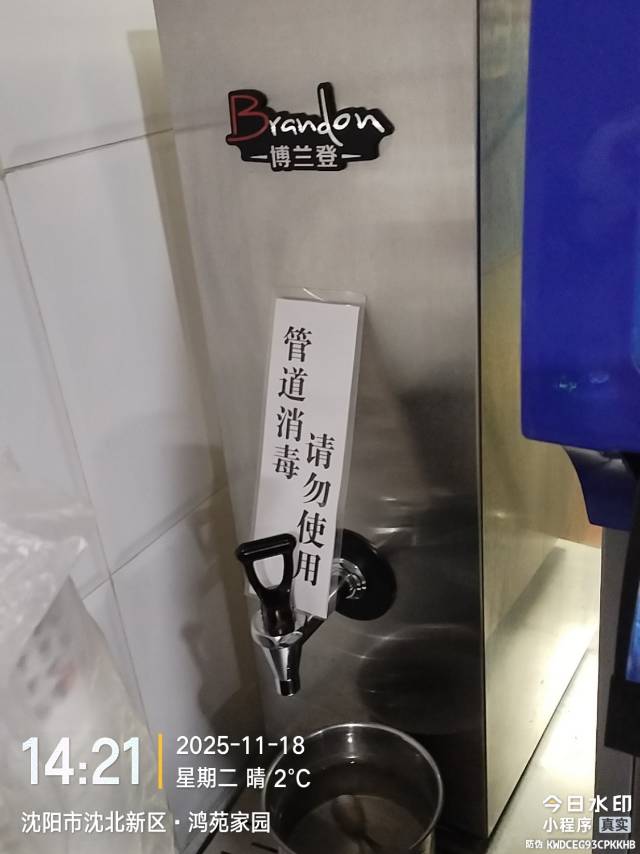 Brandon
博兰登
管道消毒
请勿使用
14:21
2025-11-18
星期二 晴 2°C
沈阳市沈北新区·鸿苑家园
今日水印
小程序 真实
防伪 KWDCEG93CPKKHB